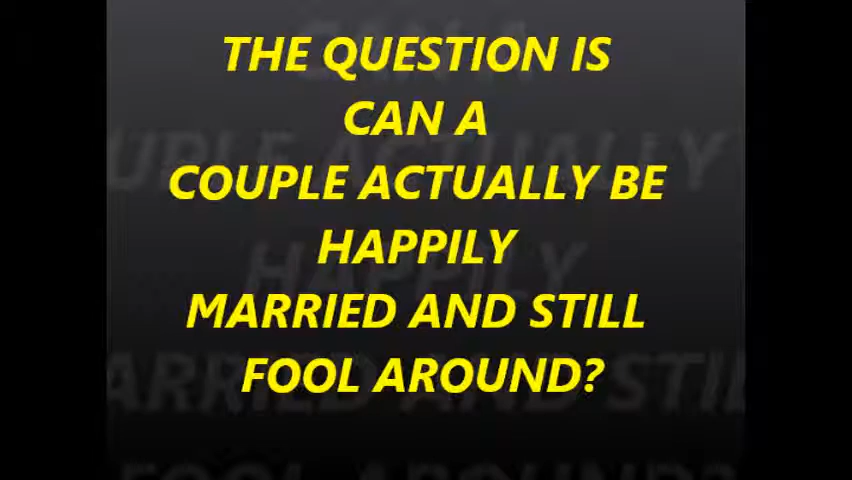 THE QUESTION IS
CAN A
COUPLE ACTUALLY BE
HAPPILY
MARRIED AND STILL
FOOL AROUND?